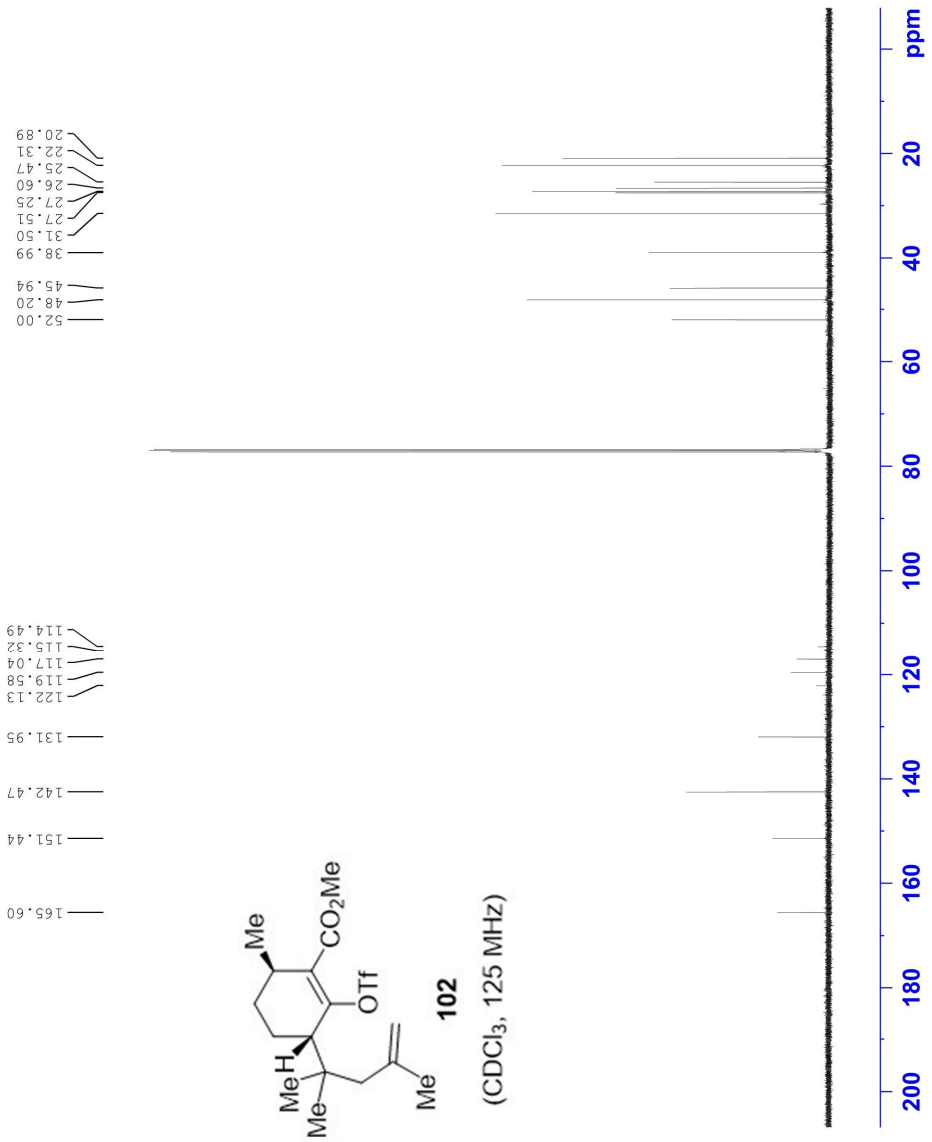 165.60
151.44
142.47
131.95
122.13
119.58
117.04
115.32
114.49
52.00
48.20
45.94
38.99
31.50
27.51
27.25
26.60
25.47
22.31
20.89
Me
H
Me
Me
CO₂Me
OTf
Me
102
(CDCl₃, 125 MHz)
200 180 160 140 120 100 80 60 40 20 ppm